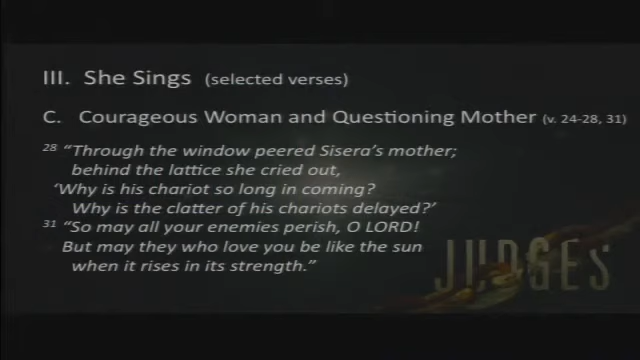 III. She Sings (selected verses)
C. Courageous Woman and Questioning Mother (v. 24-28, 31)
28 “Through the window peered Sisera’s mother;
behind the lattice she cried out,
‘Why is his chariot so long in coming?
Why is the clatter of his chariots delayed?’
31 “So may all your enemies perish, O LORD!
But may they who love you be like the sun
when it rises in its strength.”
JUDGES